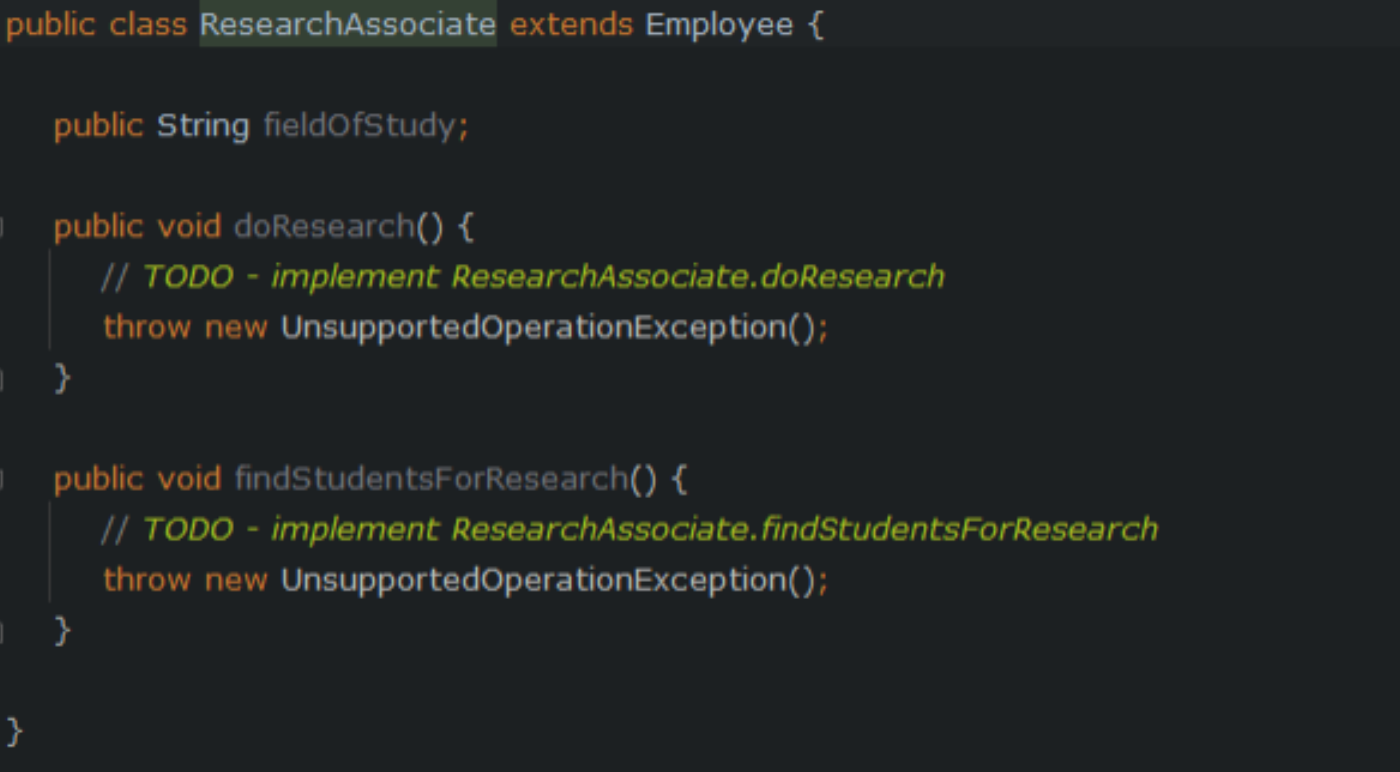 public class ResearchAssociate extends Employee {
public String fieldOfStudy;
public void doResearch() {
// TODO - implement ResearchAssociate.doResearch
throw new UnsupportedOperationException();
}
public void findStudentsForResearch() {
// TODO - implement ResearchAssociate.findStudentsForResearch
throw new UnsupportedOperationException();
}
}